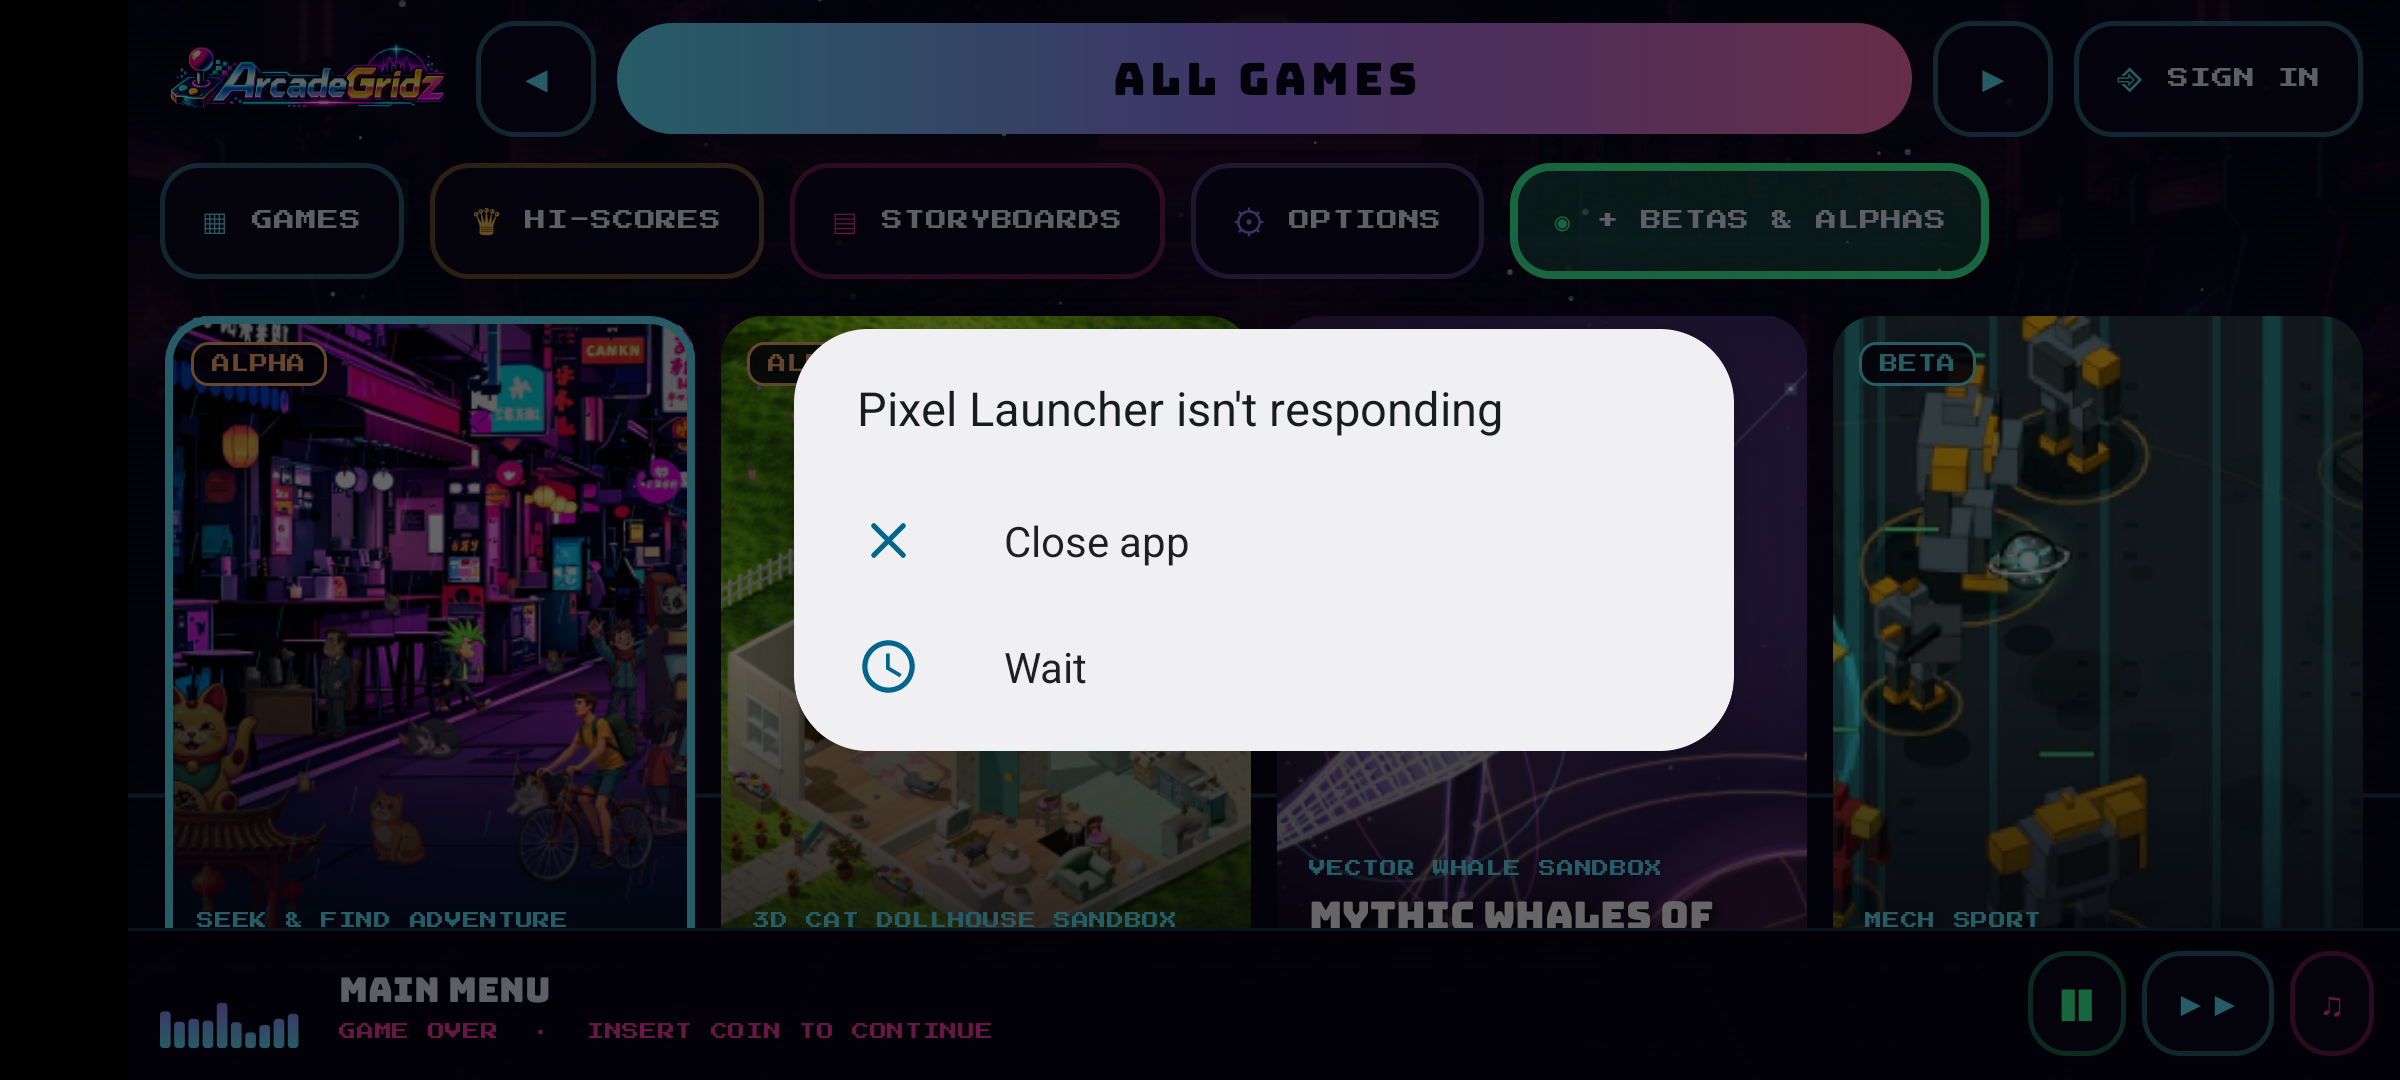 ArcadeGridz
ALL GAMES
SIGN IN
GAMES
HI-SCORES
STORYBOARDS
OPTIONS
+ BETAS & ALPHAS
ALPHA
BETA
CANKN
Pixel Launcher isn't responding
Close app
Wait
SEEK & FIND ADVENTURE
3D CAT DOLLHOUSE SANDBOX
VECTOR WHALE SANDBOX
MYTHIC WHALES OF
MECH SPORT
MAIN MENU
GAME OVER · INSERT COIN TO CONTINUE